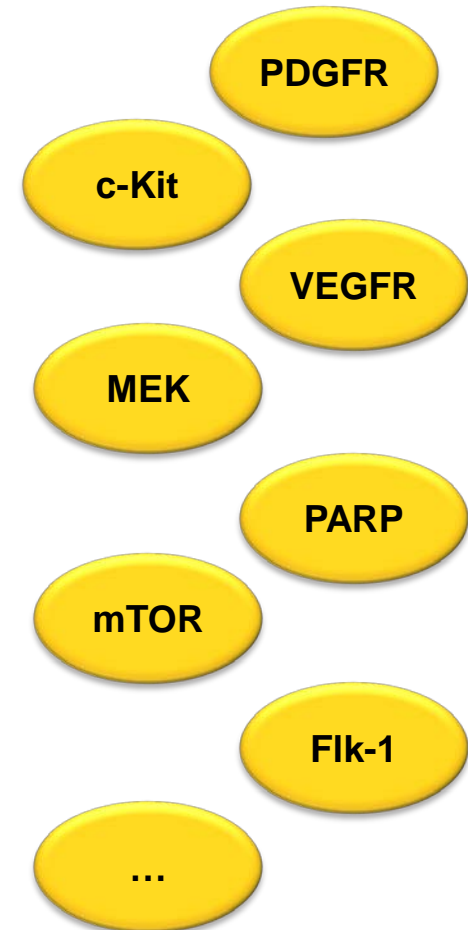 PDGFR
c-Kit
VEGFR
MEK
PARP
mTOR
Flk-1
…